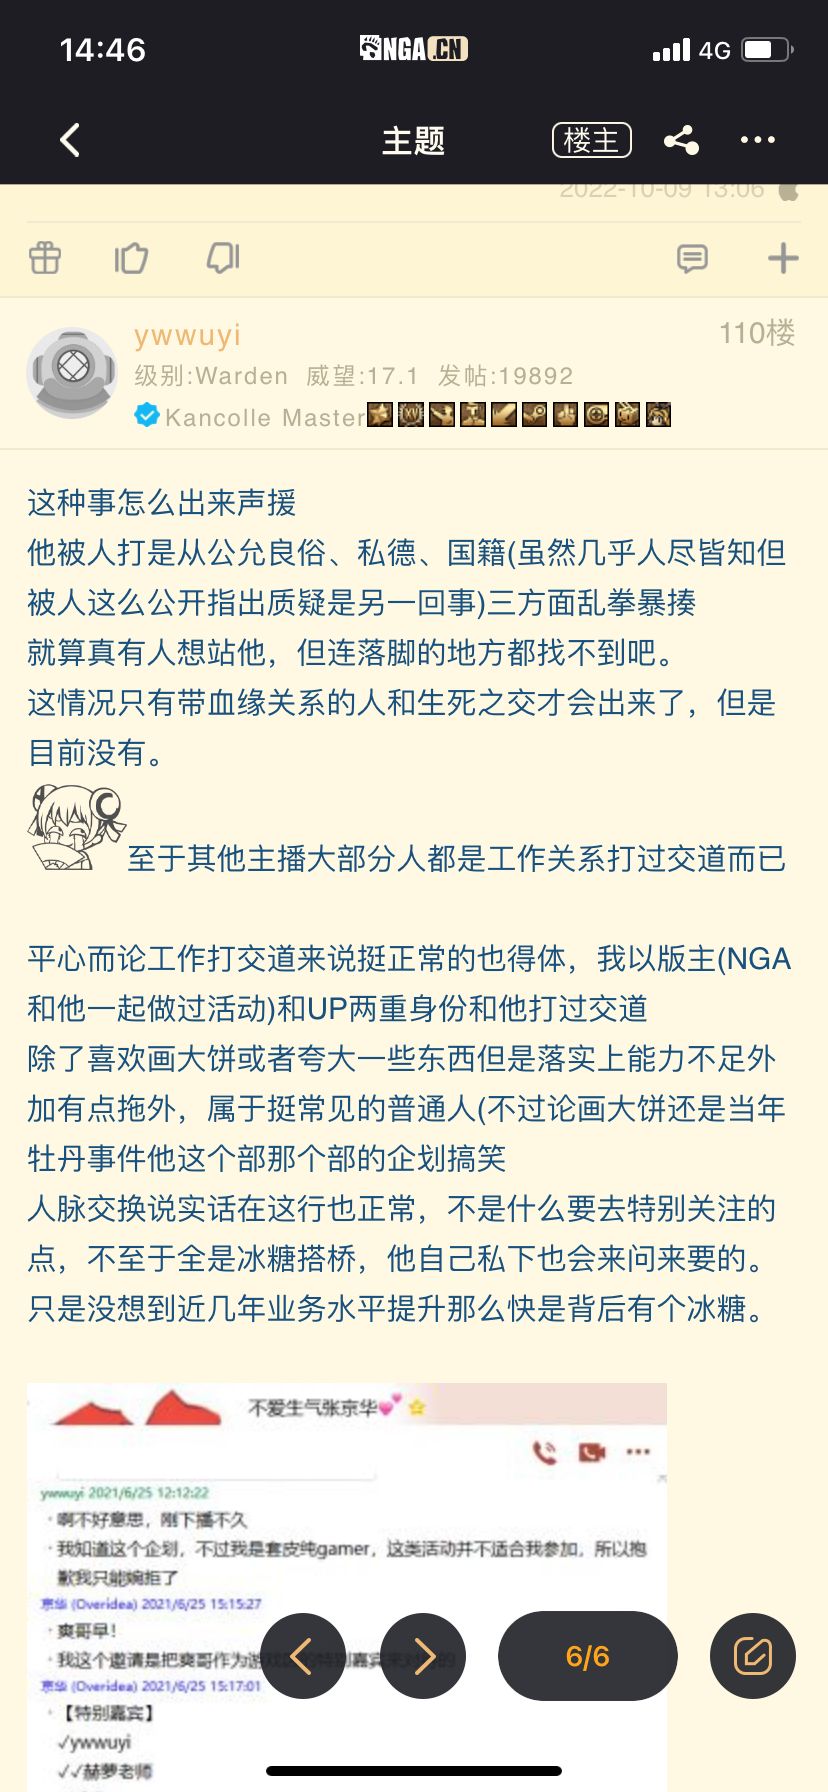 14:46
NGA.CN
4G
主题
楼主
2022-10-09 13:06
ywwuyi
110楼
级别:Warden 威望:17.1 发帖:19892
Kancolle Master
这种事怎么出来声援
他被人打是从公允良俗、私德、国籍(虽然几乎人尽皆知但
被人这么公开指出质疑是另一回事)三方面乱拳暴揍
就算真有人想站他，但连落脚的地方都找不到吧。
这情况只有带血缘关系的人和生死之交才会出来了，但是
目前没有。
至于其他主播大部分人都是工作关系打过交道而已
平心而论工作打交道来说挺正常的也得体，我以版主(NGA
和他一起做过活动)和UP两重身份和他打过交道
除了喜欢画大饼或者夸大一些东西但是落实上能力不足外
加有点拖外，属于挺常见的普通人(不过论画大饼还是当年
牡丹事件他这个部那个部的企划搞笑
人脉交换说实话在这行也正常，不是什么要去特别关注的
点，不至于全是冰糖搭桥，他自己私下也会来问来要的。
只是没想到近几年业务水平提升那么快是背后有个冰糖。
不爱生气张京华
ywwuyi 2021/6/25 12:12:22
·啊不好意思，刚下播不久
·我知道这个企划，不过我是套皮纯gamer，这类活动并不适合我参加，所以抱
歉我只能婉拒了
京华 (Overidea) 2021/6/25 15:15:27
·爽哥早！
·我这个邀请是把爽哥作为游戏区的特别嘉宾来对待的
京华 (Overidea) 2021/6/25 15:17:01
·【特别嘉宾】
√ywwuyi
√√赫萝老师
6/6